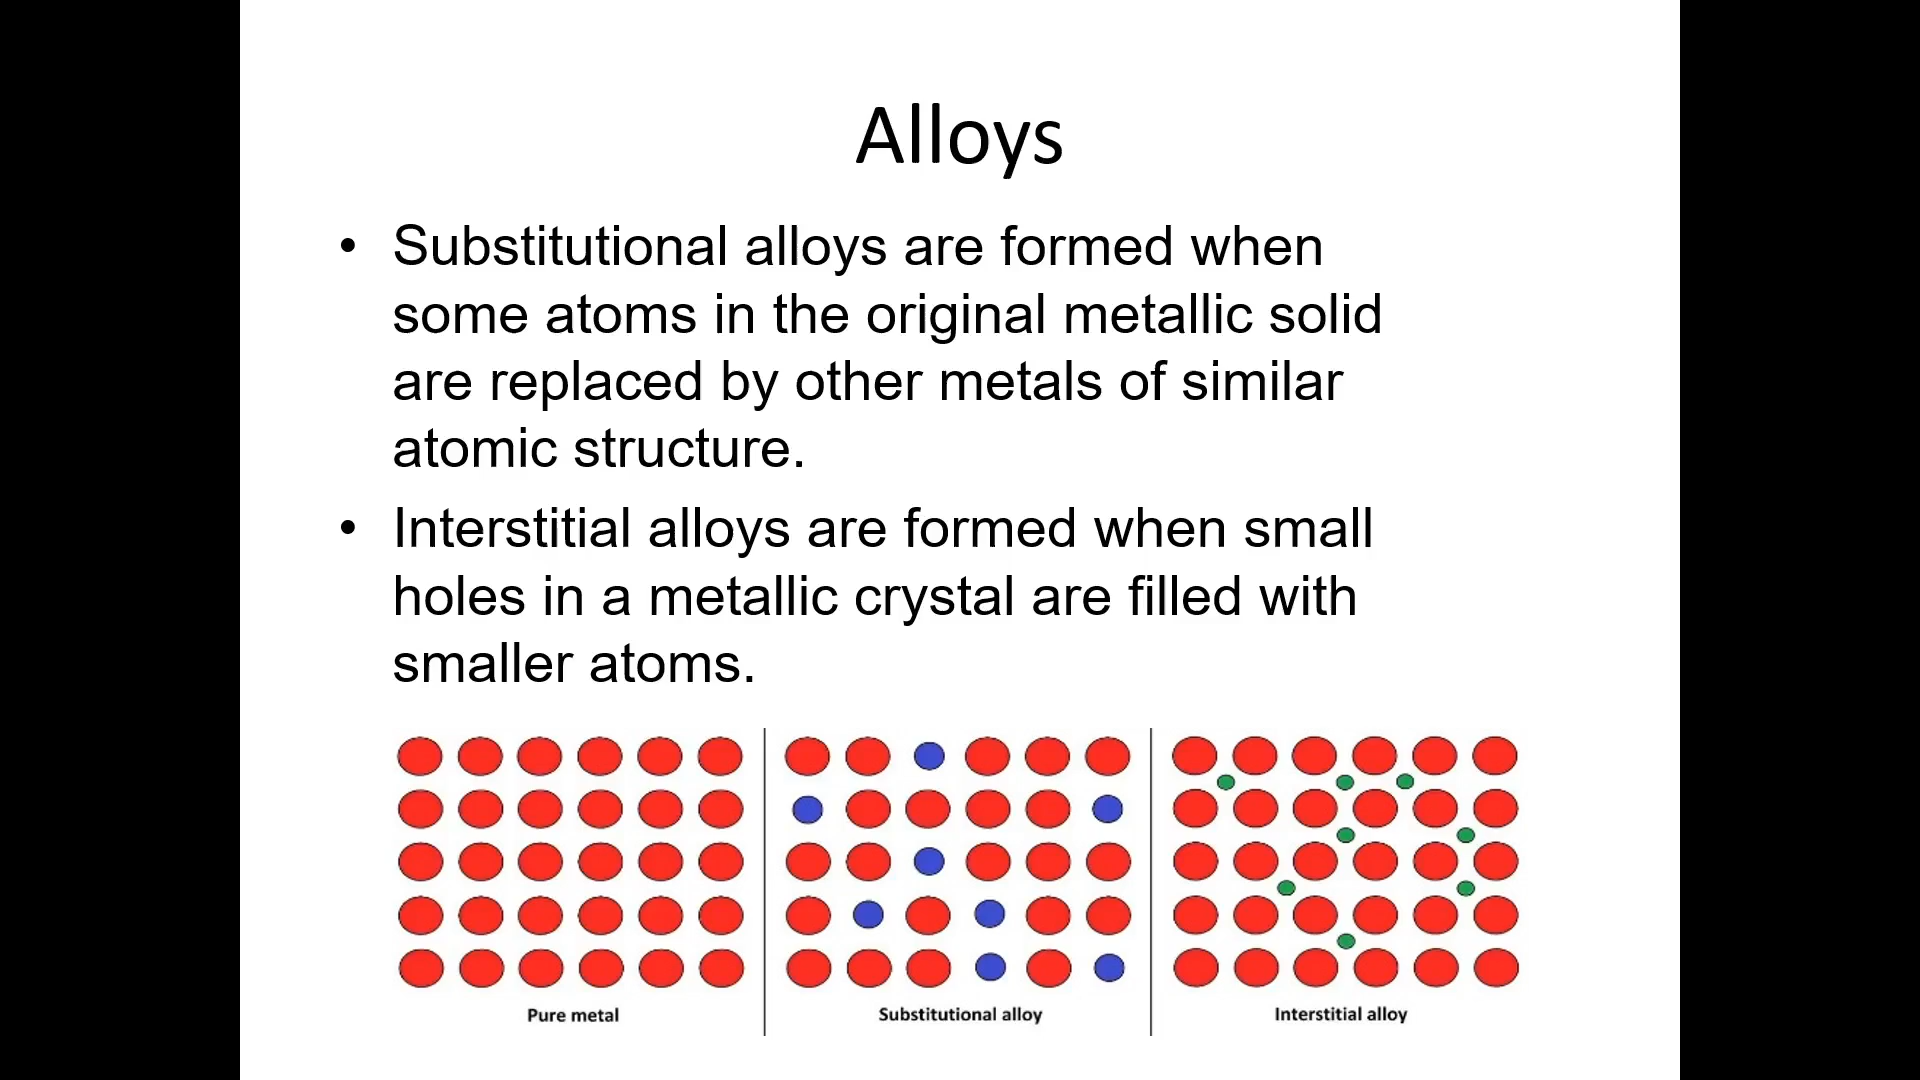 Alloys
• Substitutional alloys are formed when
some atoms in the original metallic solid
are replaced by other metals of similar
atomic structure.
• Interstitial alloys are formed when small
holes in a metallic crystal are filled with
smaller atoms.
Pure metal
Substitutional alloy
Interstitial alloy